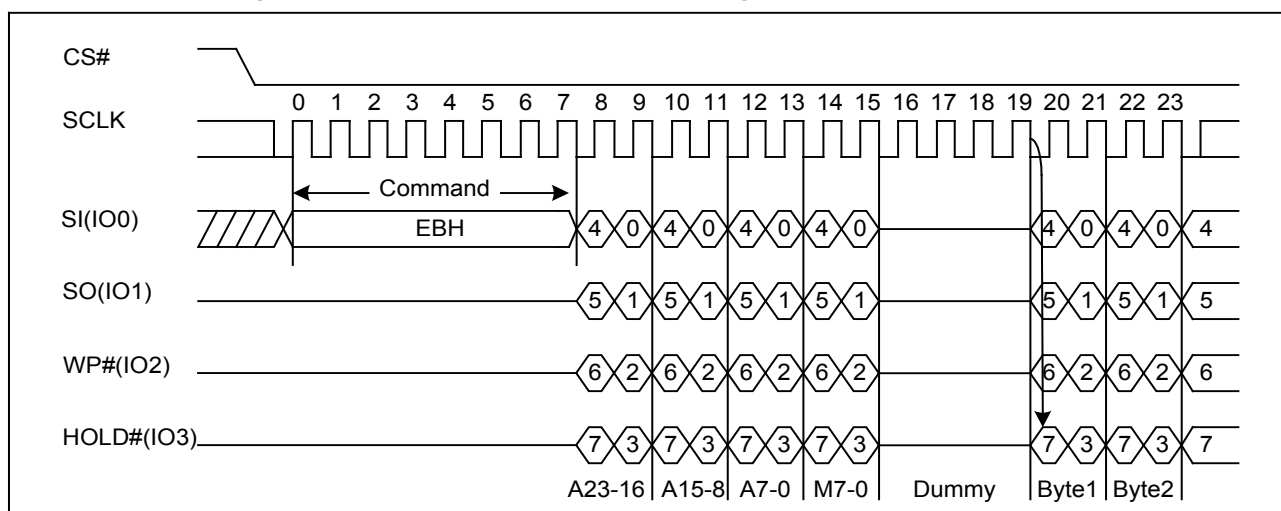 CS#
0 1 2 3 4 5 6 7 8 9 10 11 12 13 14 15 16 17 18 19 20 21 22 23
SCLK
Command
SI(IO0) EBH 4 0 4 0 4 0 4 0 4 0 4 0 4
SO(IO1) 5 1 5 1 5 1 5 1 5 1 5 1 5
WP#(IO2) 6 2 6 2 6 2 6 2 6 2 6 2 6
HOLD#(IO3) 7 3 7 3 7 3 7 3 7 3 7 3 7
A23-16 A15-8 A7-0 M7-0 Dummy Byte1 Byte2